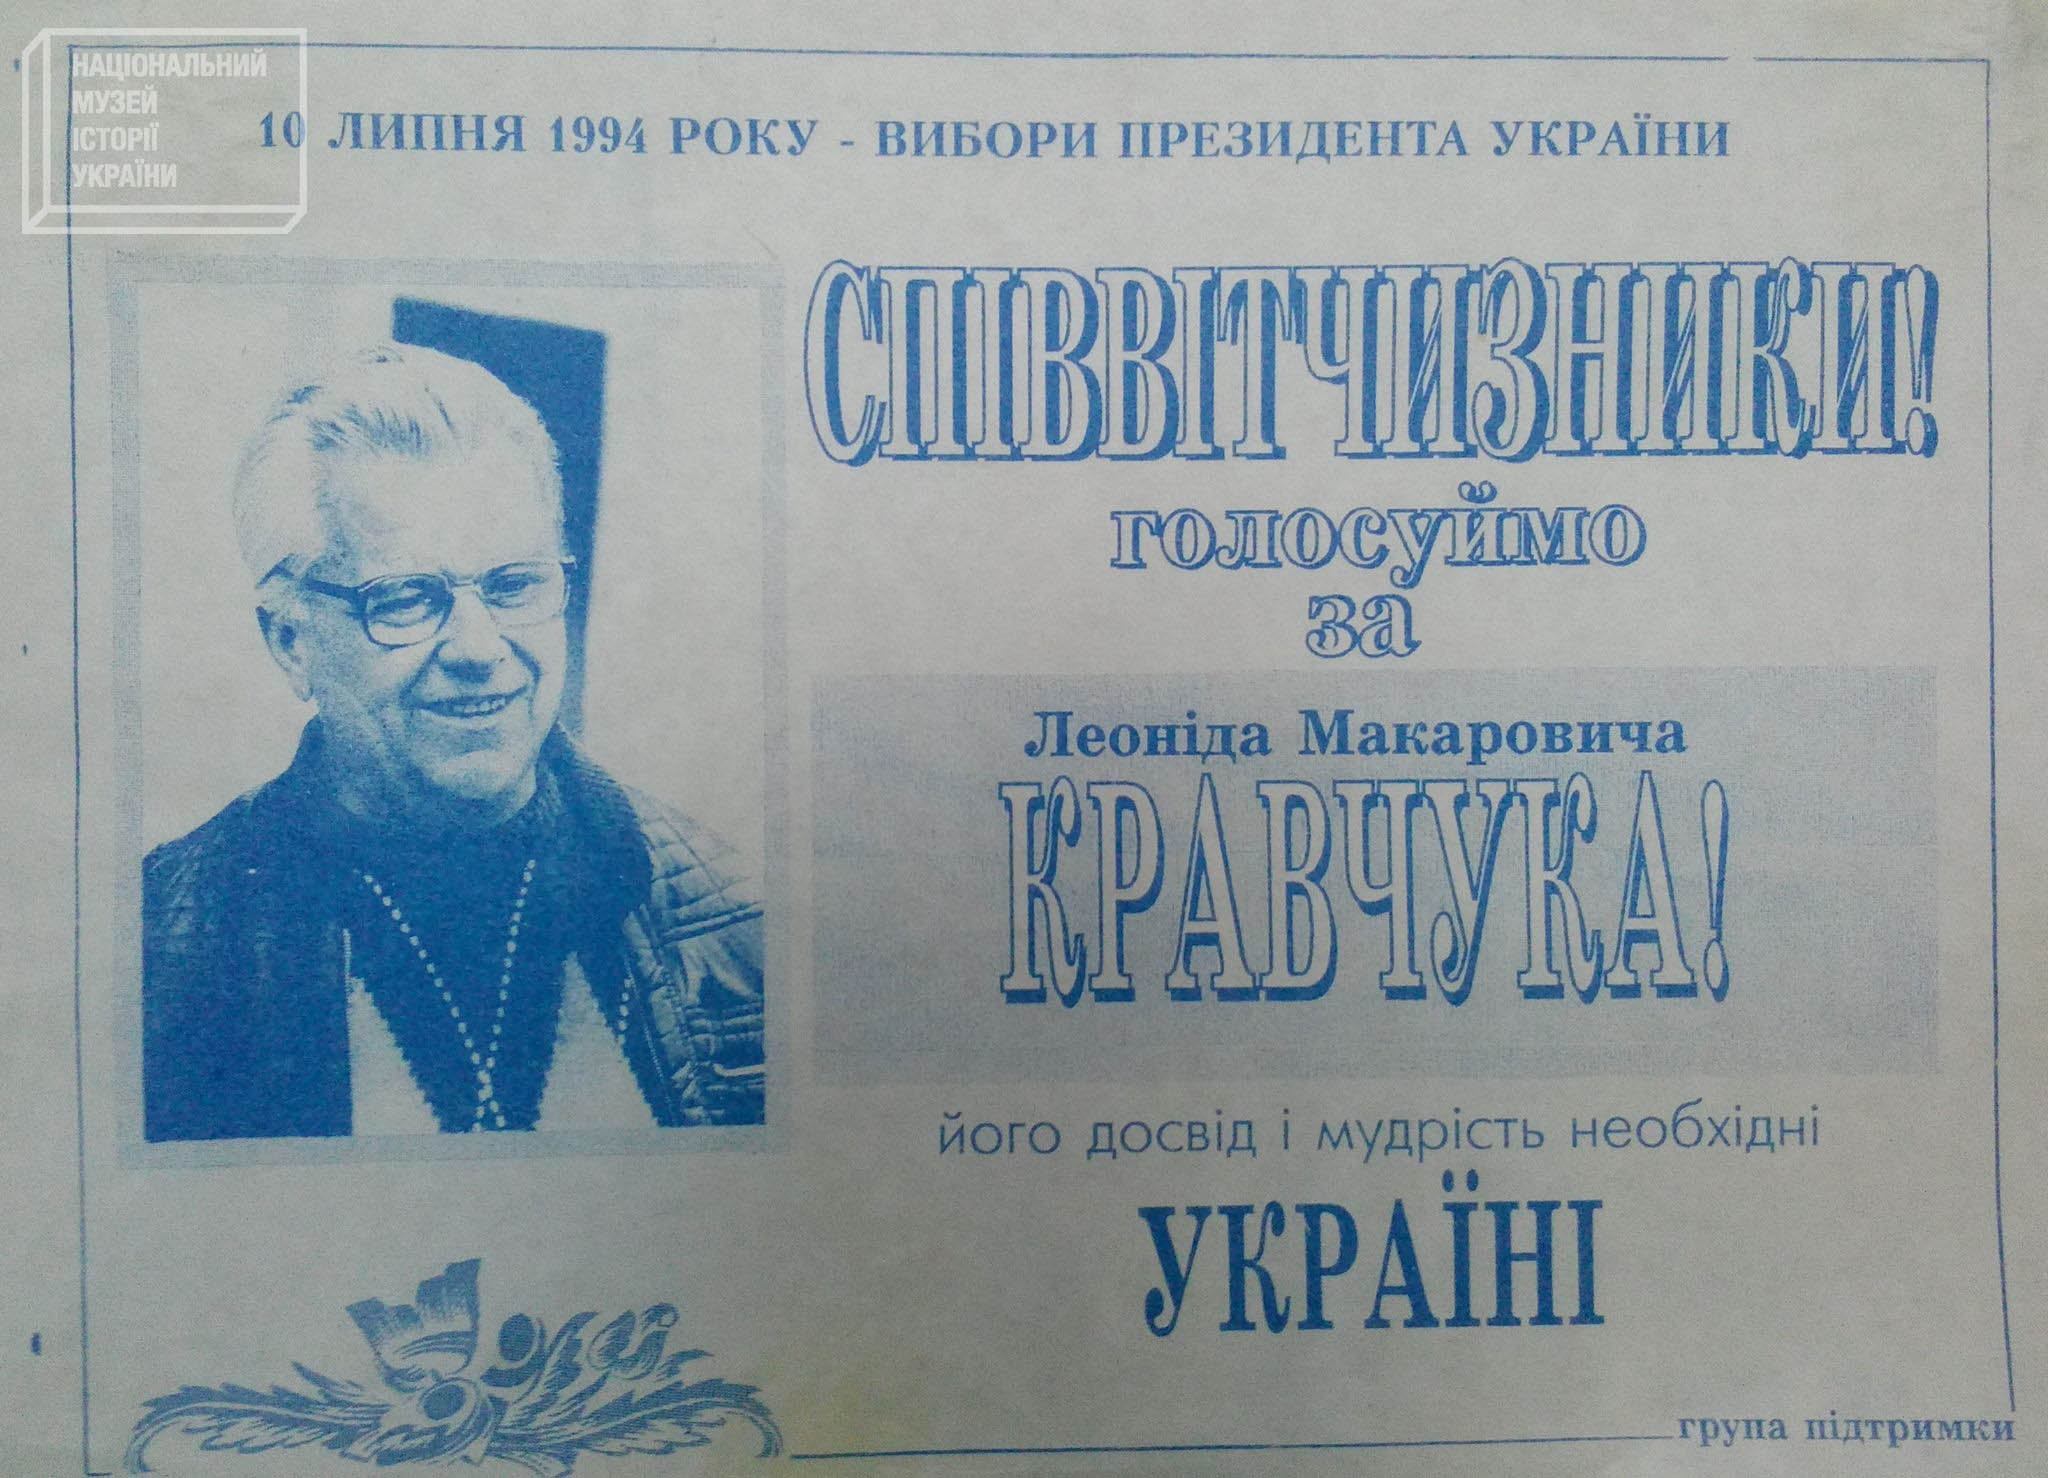 НАЦІОНАЛЬНИЙ
МУЗЕЙ
ІСТОРІЇ
УКРАЇНИ
10 ЛИПНЯ 1994 РОКУ - ВИБОРИ ПРЕЗИДЕНТА УКРАЇНИ
СПІВВІТЧИЗНИКИ!
голосуймо
за
Леоніда Макаровича
КРАВЧУКА!
його досвід і мудрість необхідні
УКРАЇНІ
група підтримки